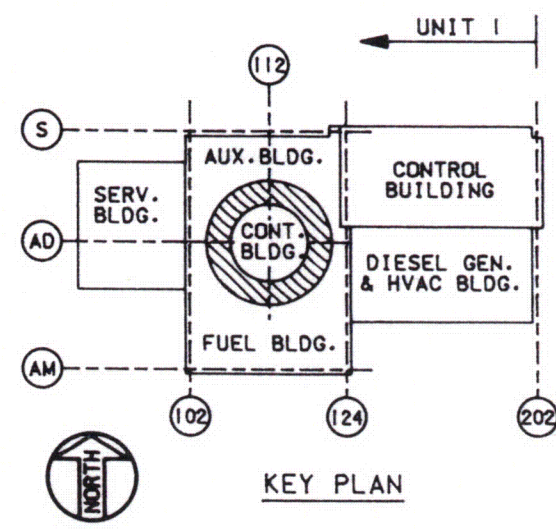 UNIT 1
112
S
AUX. BLDG.
CONTROL
BUILDING
SERV.
BLDG.
AD
CONT.
BLDG.
DIESEL GEN.
& HVAC BLDG.
FUEL BLDG.
AM
102
124
202
NORTH
KEY PLAN